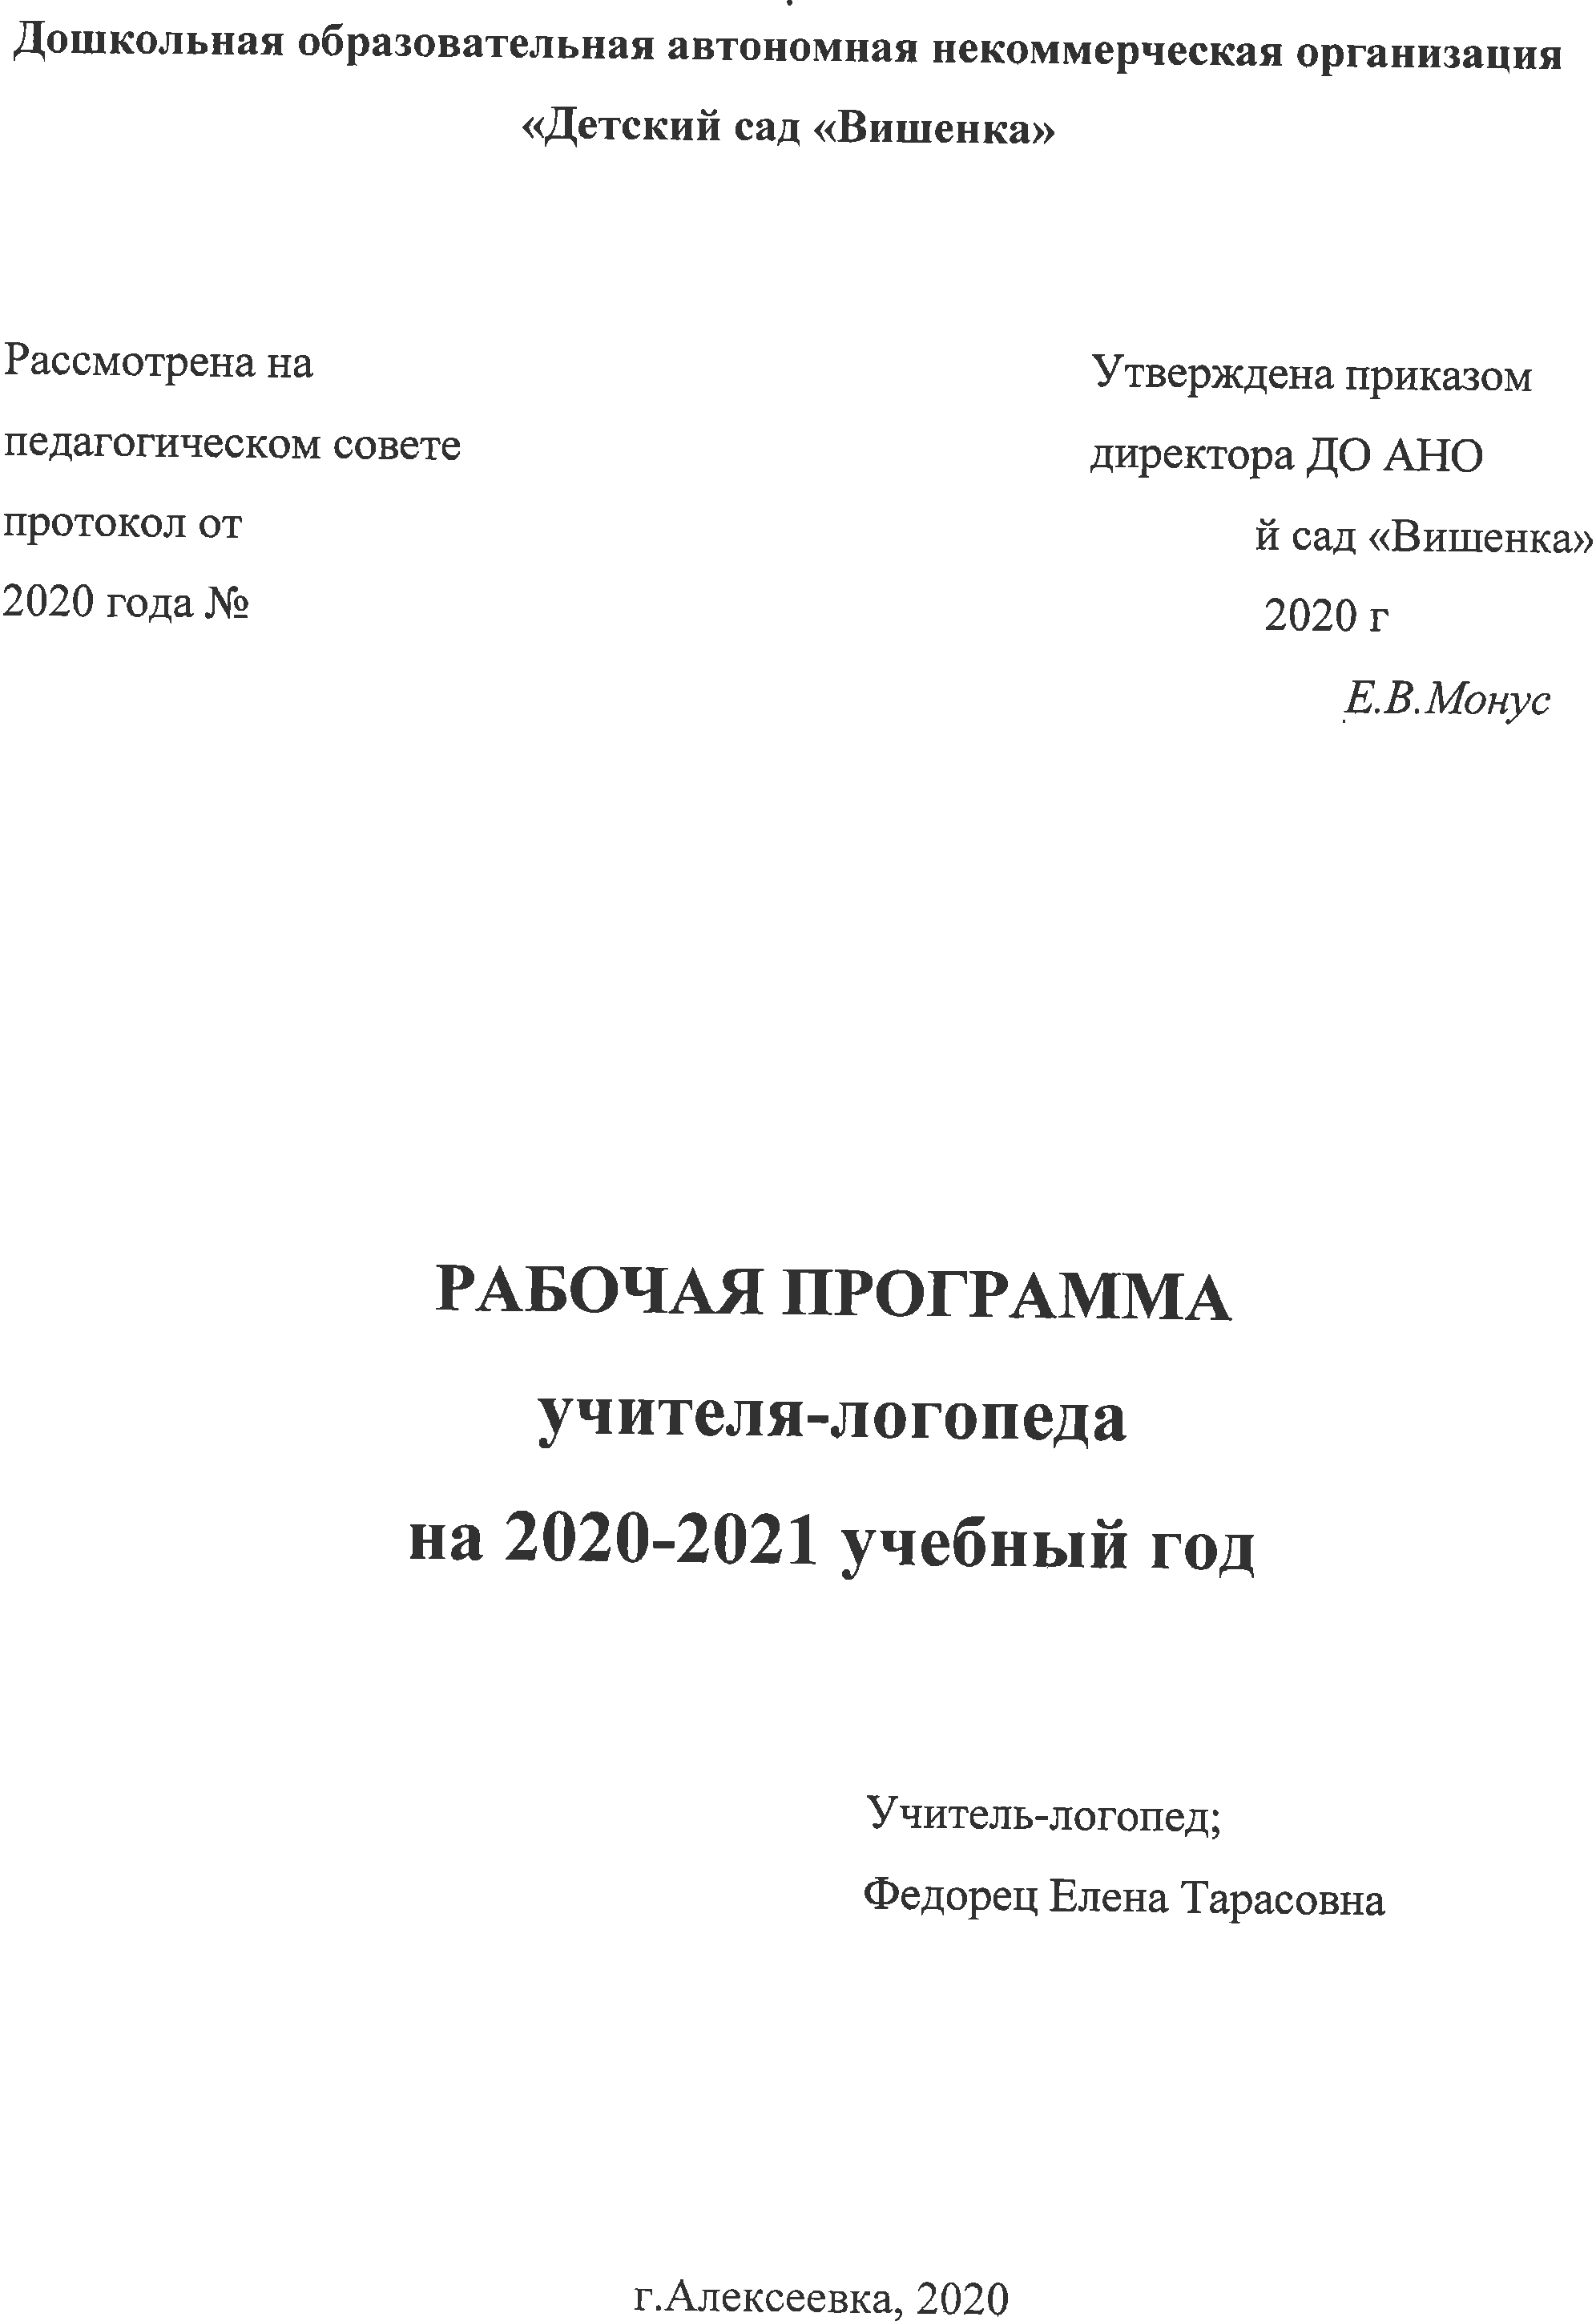 Дошкольная образовательная автономная некоммерческая организация
«Детский сад «Вишенка»
Рассмотрена на
педагогическом совете
протокол от
2020 года №
Утверждена приказом
директора ДО АНО
й сад «Вишенка»
2020 г
Е.В.Монус
РАБОЧАЯ ПРОГРАММА
учителя-логопеда
на 2020-2021 учебный год
Учитель-логопед;
Федорец Елена Тарасовна
г.Алексеевка, 2020